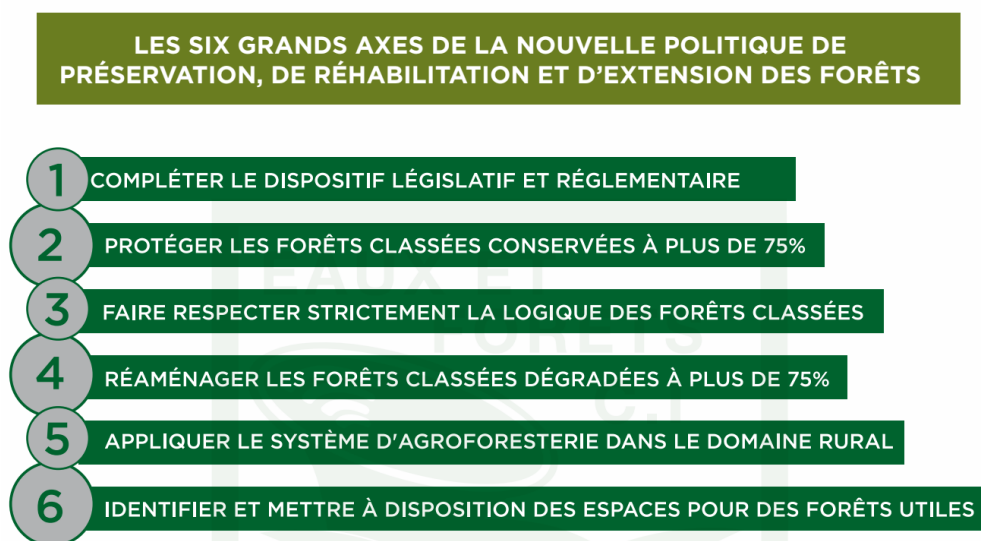 LES SIX GRANDS AXES DE LA NOUVELLE POLITIQUE DE
PRÉSERVATION, DE RÉHABILITATION ET D'EXTENSION DES FORÊTS
1 COMPLÉTER LE DISPOSITIF LÉGISLATIF ET RÉGLEMENTAIRE
2 PROTÉGER LES FORÊTS CLASSÉES CONSERVÉES À PLUS DE 75%
EAUX ET
3 FAIRE RESPECTER STRICTEMENT LA LOGIQUE DES FORÊTS CLASSÉES
FORETS
4 RÉAMÉNAGER LES FORÊTS CLASSÉES DÉGRADÉES À PLUS DE 75%
C.I
5 APPLIQUER LE SYSTÈME D'AGROFORESTERIE DANS LE DOMAINE RURAL
6 IDENTIFIER ET METTRE À DISPOSITION DES ESPACES POUR DES FORÊTS UTILES